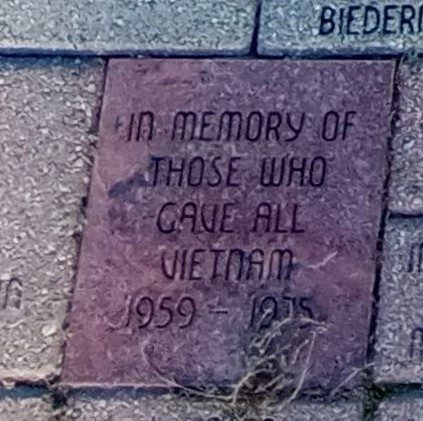 BIEDER
IN MEMORY OF
THOSE WHO
GAVE ALL
VIETNAM
1959 - 1975